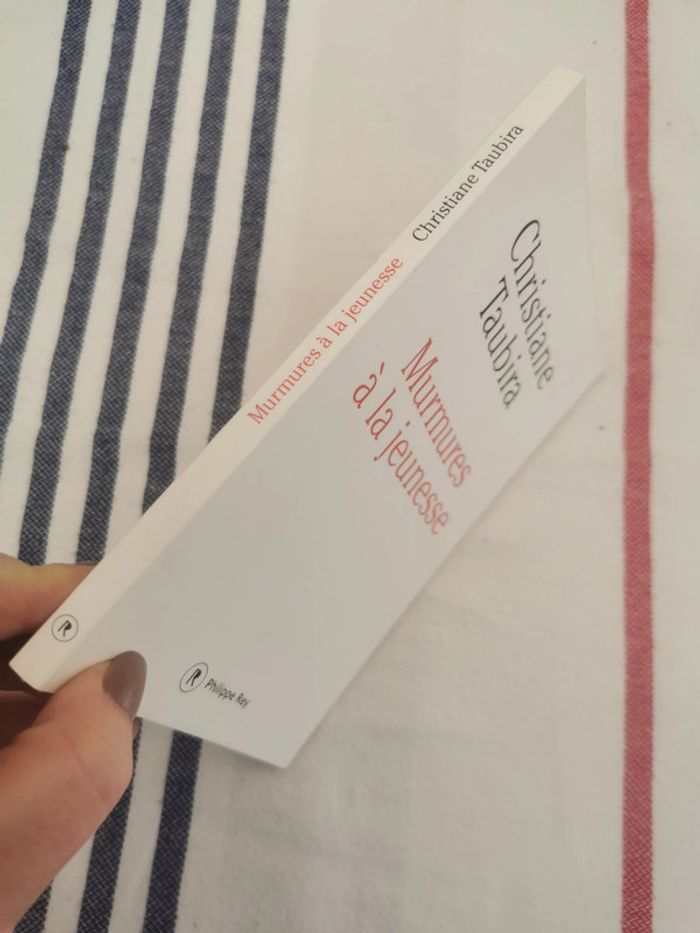 Murmures à la jeunesse Christiane Taubira
Christiane
Taubira
Murmures
à la jeunesse
Philippe Rey